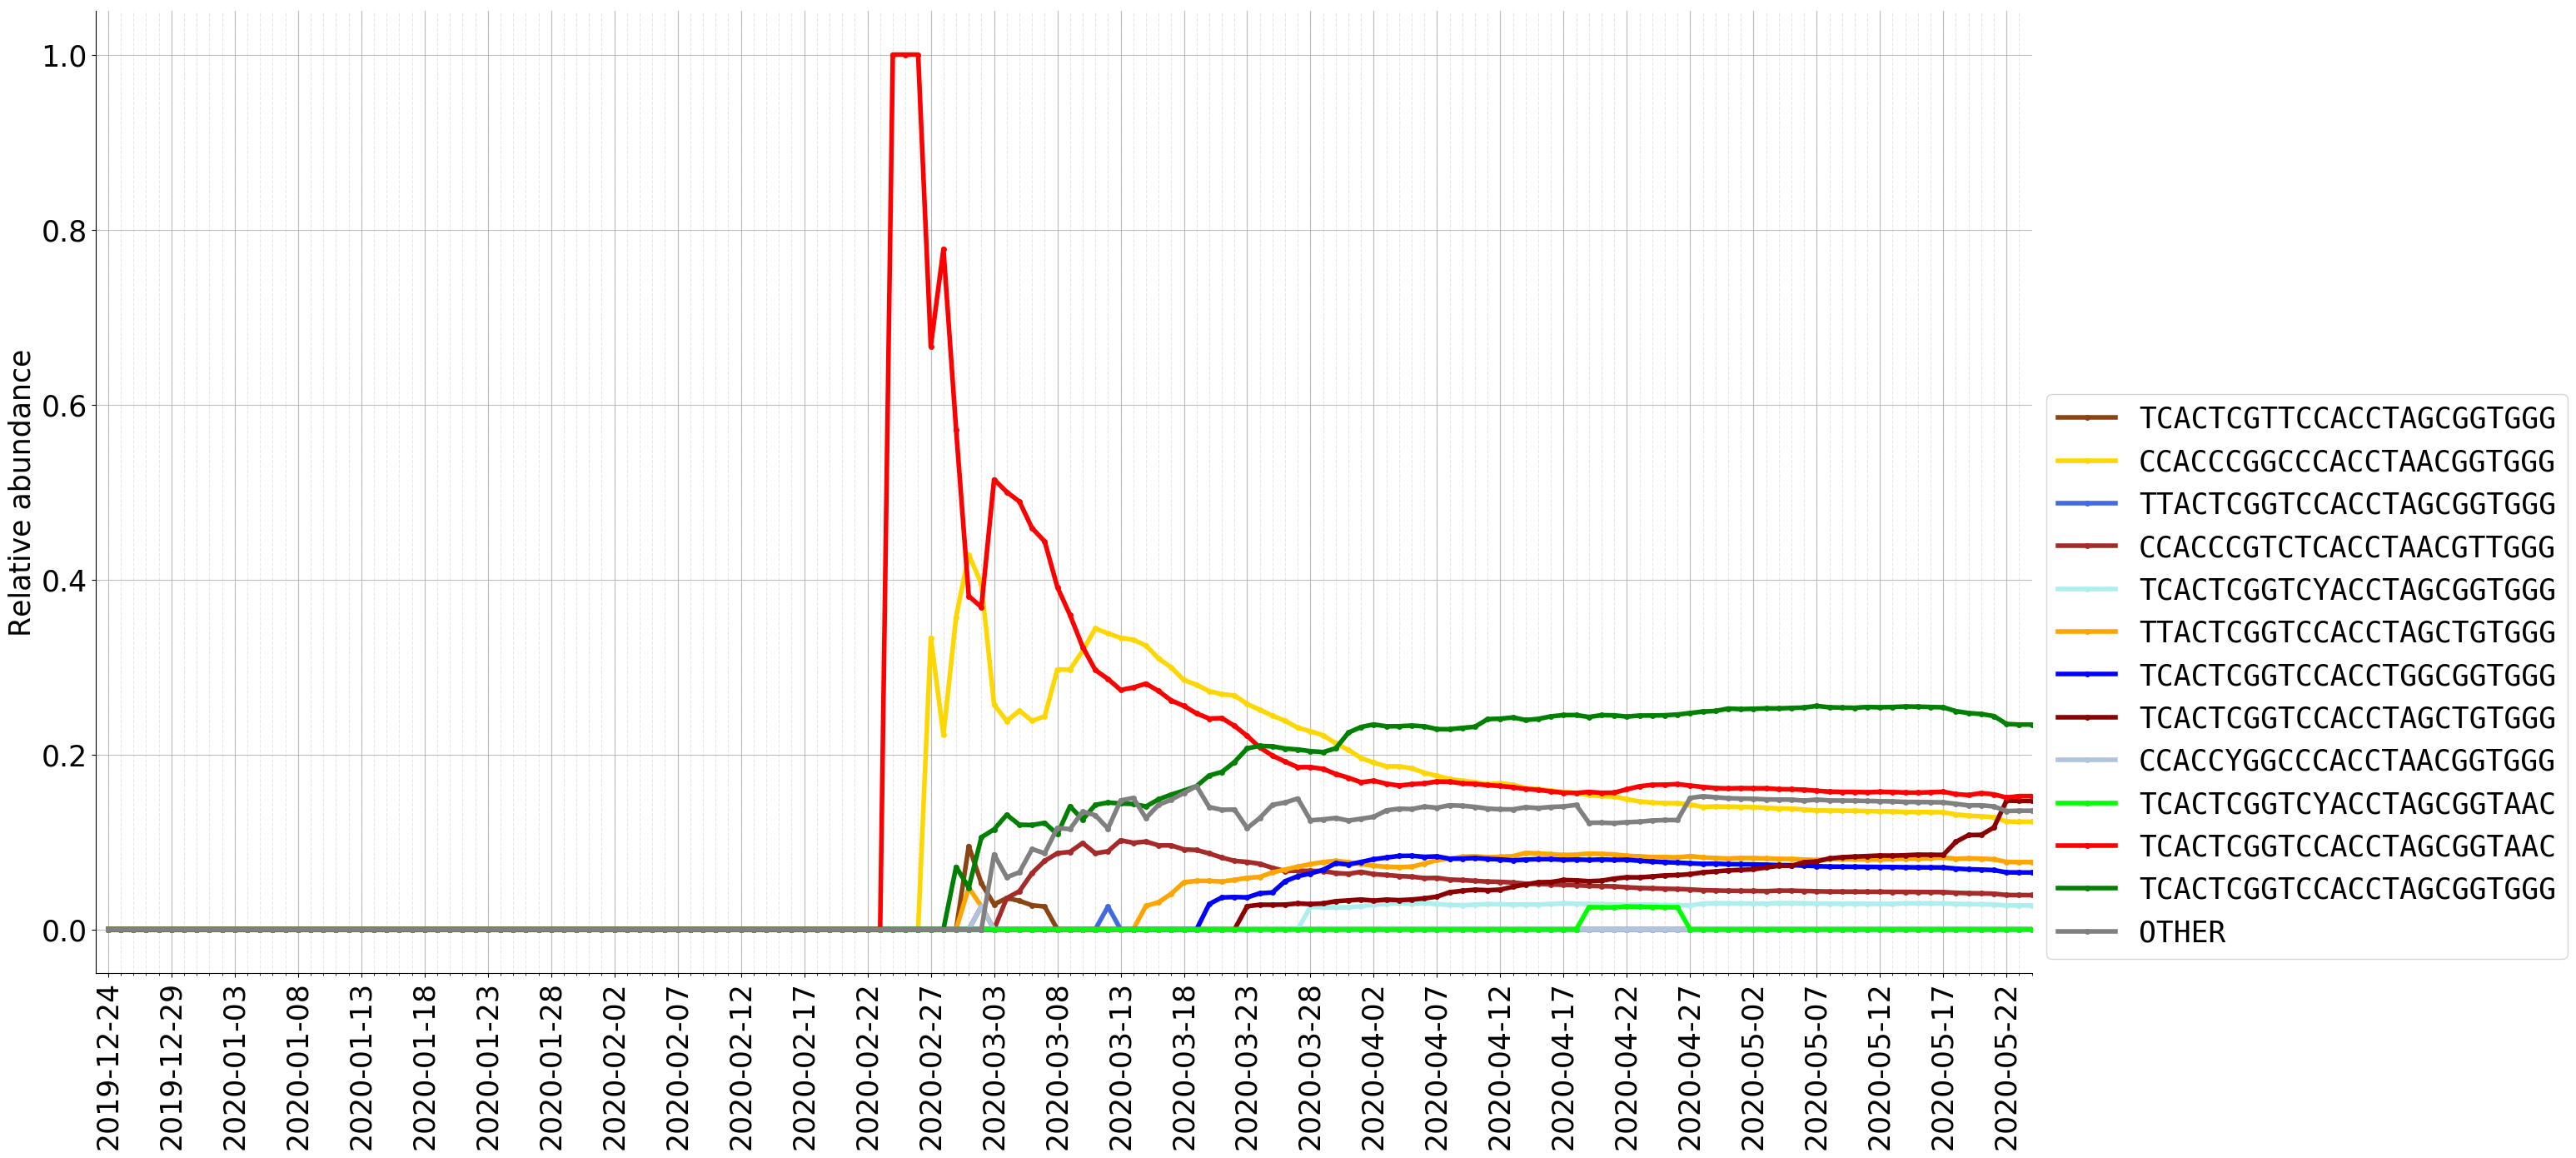 Relative abundance
1.0
0.8
0.6
0.4
0.2
0.0
2019-12-24
2019-12-29
2020-01-03
2020-01-08
2020-01-13
2020-01-18
2020-01-23
2020-01-28
2020-02-02
2020-02-07
2020-02-12
2020-02-17
2020-02-22
2020-02-27
2020-03-03
2020-03-08
2020-03-13
2020-03-18
2020-03-23
2020-03-28
2020-04-02
2020-04-07
2020-04-12
2020-04-17
2020-04-22
2020-04-27
2020-05-02
2020-05-07
2020-05-12
2020-05-17
2020-05-22
TCACTCGTTCCACCTAGCGGTGGG
CCACCCGGCCCACCTAACGGTGGG
TTACTCGGTCCACCTAGCGGTGGG
CCACCCGTCTCACCTAACGTTGGG
TCACTCGGTCYACCTAGCGGTGGG
TTACTCGGTCCACCTAGCTGTGGG
TCACTCGGTCCACCTGGCGGTGGG
TCACTCGGTCCACCTAGCTGTGGG
CCACCYGGCCCACCTAACGGTGGG
TCACTCGGTCYACCTAGCGGTAAC
TCACTCGGTCCACCTAGCGGTAAC
TCACTCGGTCCACCTAGCGGTGGG
OTHER